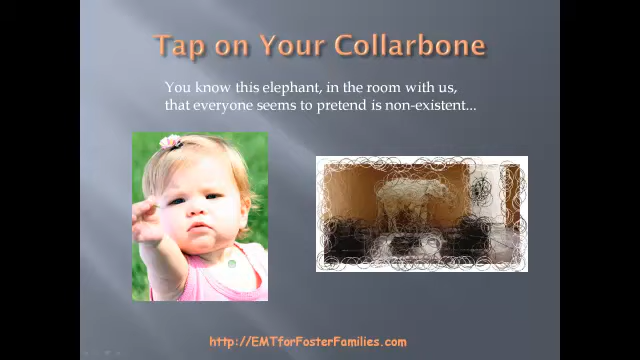 Tap on Your Collarbone
You know this elephant, in the room with us,
that everyone seems to pretend is non-existent...
http://EMTforFosterFamilies.com